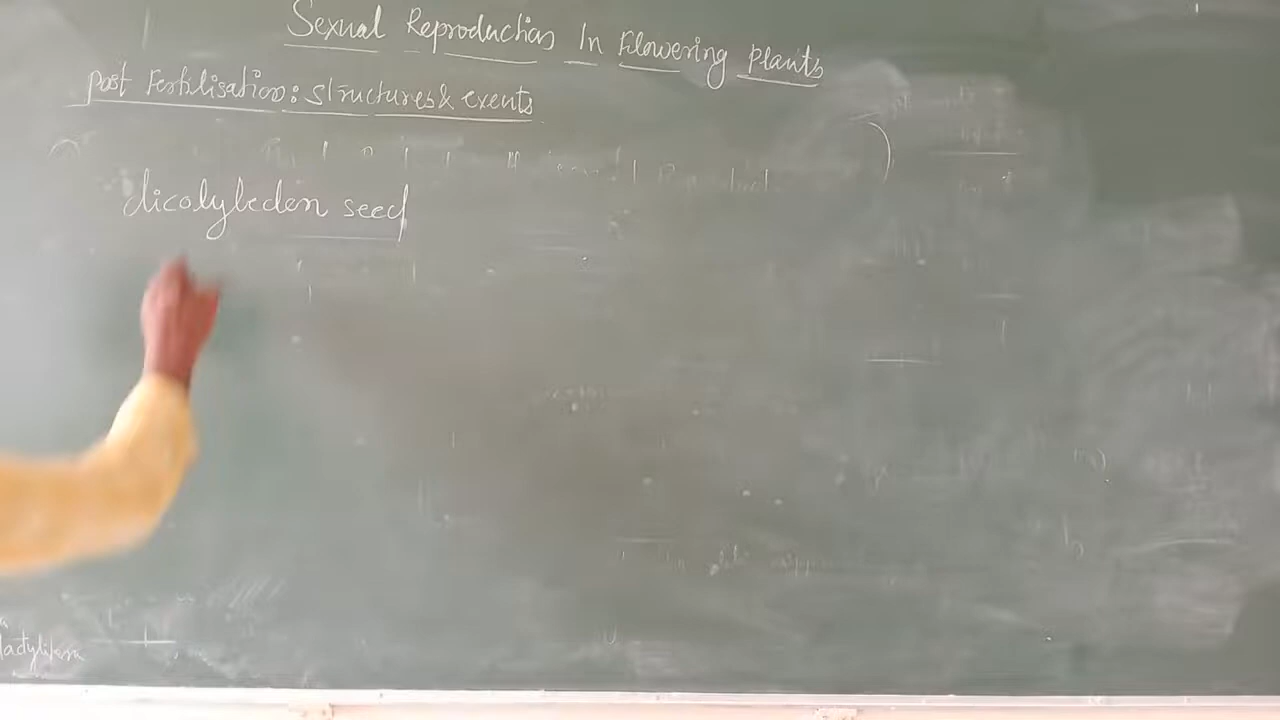 Sexual Reproduction In Flowering Plants
post Fertilisation: structures & events
dicotyledon seed